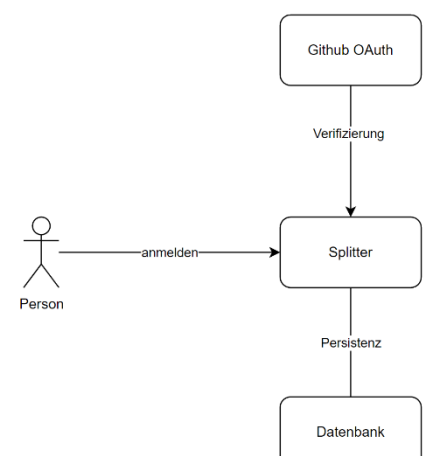 Github OAuth
Verifizierung
anmelden
Splitter
Person
Persistenz
Datenbank